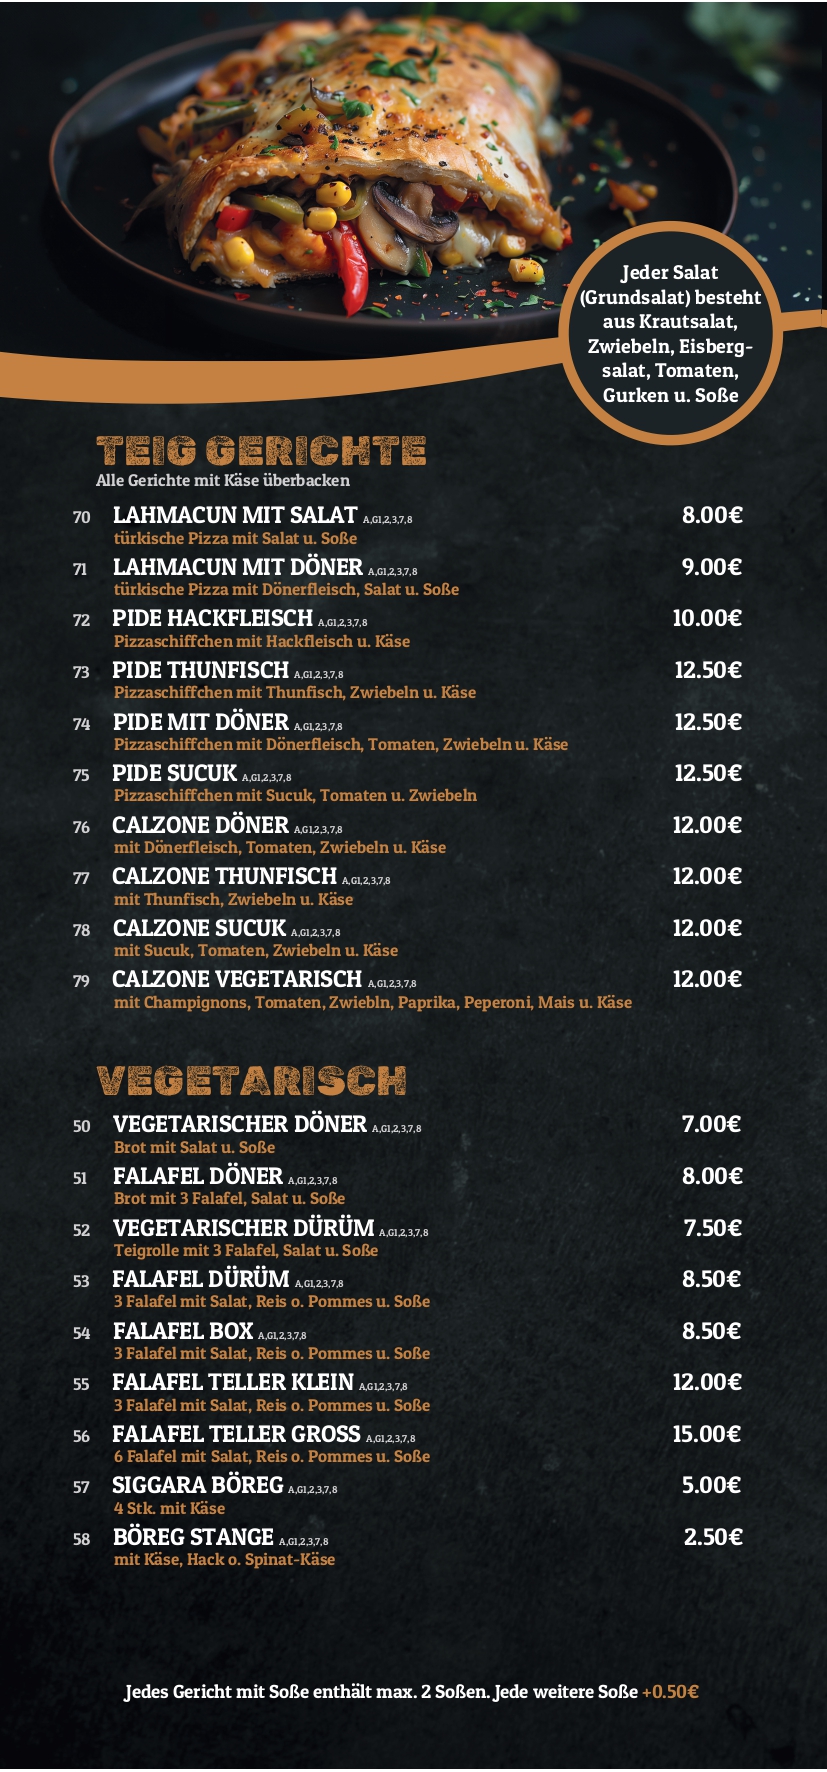 Jeder Salat
(Grundsalat) besteht
aus Krautsalat,
Zwiebeln, Eisberg-
salat, Tomaten,
Gurken u. Soße
TEIG GERICHTE
Alle Gerichte mit Käse überbacken
70 LAHMACUN MIT SALAT A,G1,2,3,7,8 8.00€
türkische Pizza mit Salat u. Soße
71 LAHMACUN MIT DÖNER A,G1,2,3,7,8 9.00€
türkische Pizza mit Dönerfleisch, Salat u. Soße
72 PIDE HACKFLEISCH A,G1,2,3,7,8 10.00€
Pizzaschiffchen mit Hackfleisch u. Käse
73 PIDE THUNFISCH A,G1,2,3,7,8 12.50€
Pizzaschiffchen mit Thunfisch, Zwiebeln u. Käse
74 PIDE MIT DÖNER A,G1,2,3,7,8 12.50€
Pizzaschiffchen mit Dönerfleisch, Tomaten, Zwiebeln u. Käse
75 PIDE SUCUK A,G1,2,3,7,8 12.50€
Pizzaschiffchen mit Sucuk, Tomaten u. Zwiebeln
76 CALZONE DÖNER A,G1,2,3,7,8 12.00€
mit Dönerfleisch, Tomaten, Zwiebeln u. Käse
77 CALZONE THUNFISCH A,G1,2,3,7,8 12.00€
mit Thunfisch, Zwiebeln u. Käse
78 CALZONE SUCUK A,G1,2,3,7,8 12.00€
mit Sucuk, Tomaten, Zwiebeln u. Käse
79 CALZONE VEGETARISCH A,G1,2,3,7,8 12.00€
mit Champignons, Tomaten, Zwiebln, Paprika, Peperoni, Mais u. Käse
VEGETARISCH
50 VEGETARISCHER DÖNER A,G1,2,3,7,8 7.00€
Brot mit Salat u. Soße
51 FALAFEL DÖNER A,G1,2,3,7,8 8.00€
Brot mit 3 Falafel, Salat u. Soße
52 VEGETARISCHER DÜRÜM A,G1,2,3,7,8 7.50€
Teigrolle mit 3 Falafel, Salat u. Soße
53 FALAFEL DÜRÜM A,G1,2,3,7,8 8.50€
3 Falafel mit Salat, Reis o. Pommes u. Soße
54 FALAFEL BOX A,G1,2,3,7,8 8.50€
3 Falafel mit Salat, Reis o. Pommes u. Soße
55 FALAFEL TELLER KLEIN A,G1,2,3,7,8 12.00€
3 Falafel mit Salat, Reis o. Pommes u. Soße
56 FALAFEL TELLER GROSS A,G1,2,3,7,8 15.00€
6 Falafel mit Salat, Reis o. Pommes u. Soße
57 SIGGARA BÖREG A,G1,2,3,7,8 5.00€
4 Stk. mit Käse
58 BÖREG STANGE A,G1,2,3,7,8 2.50€
mit Käse, Hack o. Spinat-Käse
Jedes Gericht mit Soße enthält max. 2 Soßen. Jede weitere Soße +0.50€